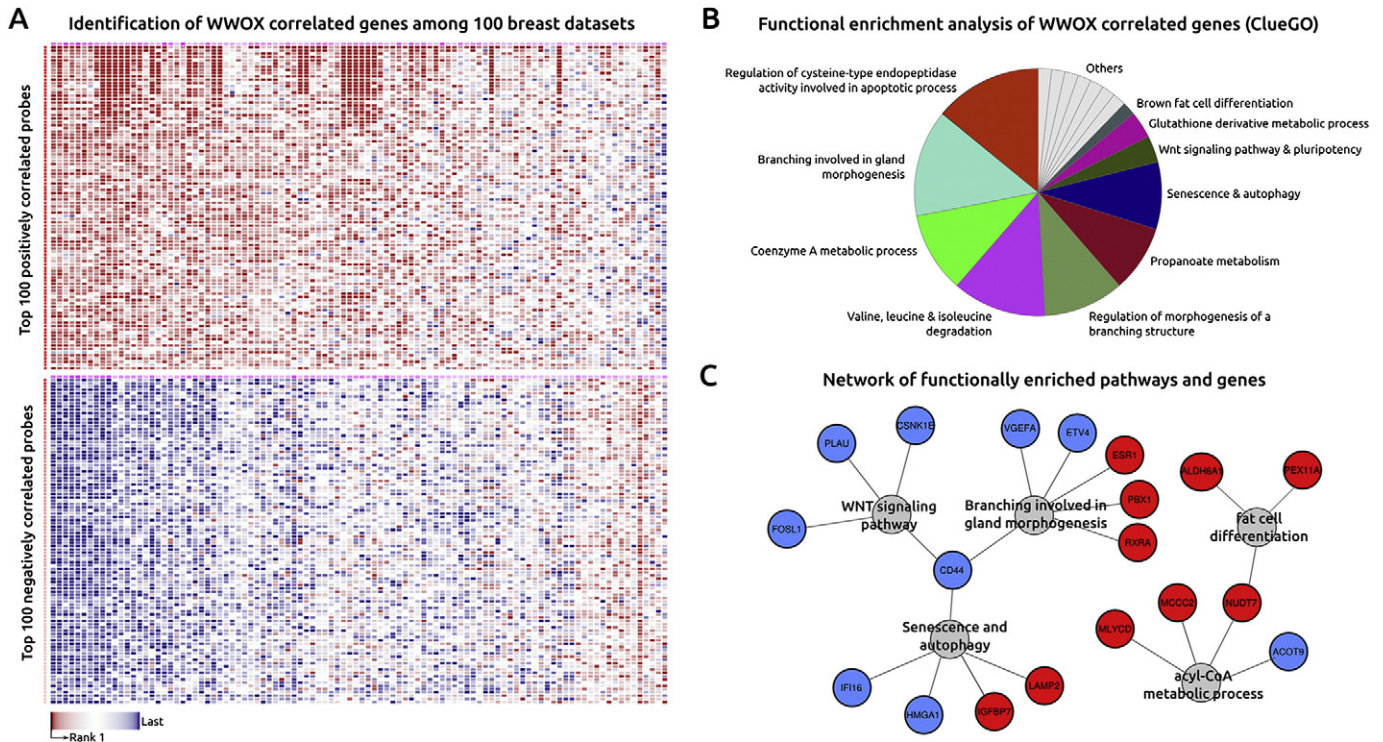 A
Identification of WWOX correlated genes among 100 breast datasets
Top 100 positively correlated probes
Top 100 negatively correlated probes
Last
Rank 1
B
Functional enrichment analysis of WWOX correlated genes (ClueGO)
Others
Regulation of cysteine-type endopeptidase
activity involved in apoptotic process
Brown fat cell differentiation
Glutathione derivative metabolic process
Wnt signaling pathway & pluripotency
Branching involved in gland
morphogenesis
Senescence & autophagy
Coenzyme A metabolic process
Propanoate metabolism
Valine, leucine & isoleucine
degradation
Regulation of morphogenesis of a
branching structure
C
Network of functionally enriched pathways and genes
PLAU
CSNK1E
VGEFA
ETV4
ESR1
ALDH6A1
PEX11A
PBX1
WNT signaling
pathway
Branching involved in
gland morphogenesis
fat cell
differentiation
FOSL1
RXRA
CD44
MCCC2
NUDT7
MLYCD
Senescence and
autophagy
ACOT9
acyl-CoA
metabolic process
IFI16
HMGA1
IGFBP7
LAMP2